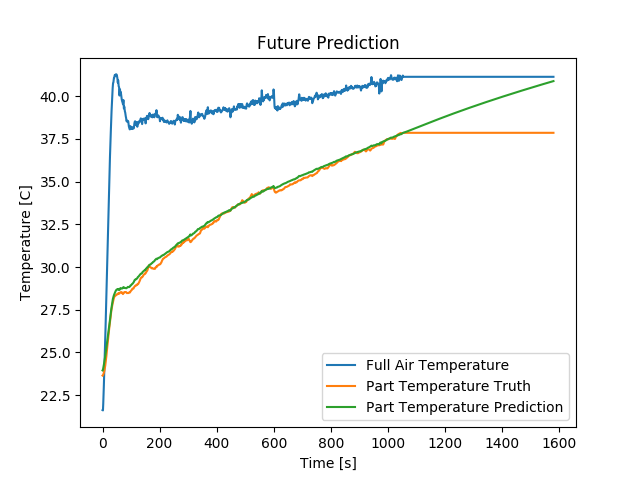 Future Prediction
Temperature [C]
40.0
37.5
35.0
32.5
30.0
27.5
25.0
22.5
Full Air Temperature
Part Temperature Truth
Part Temperature Prediction
0 200 400 600 800 1000 1200 1400 1600
Time [s]